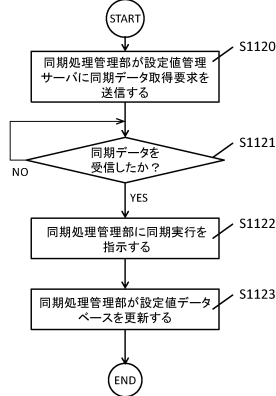 START
S1120
同期処理管理部が設定値管理
サーバに同期データ取得要求を
送信する
S1121
同期データを
受信したか？
NO
YES
S1122
同期処理管理部に同期実行を
指示する
S1123
同期処理管理部が設定値データ
ベースを更新する
END